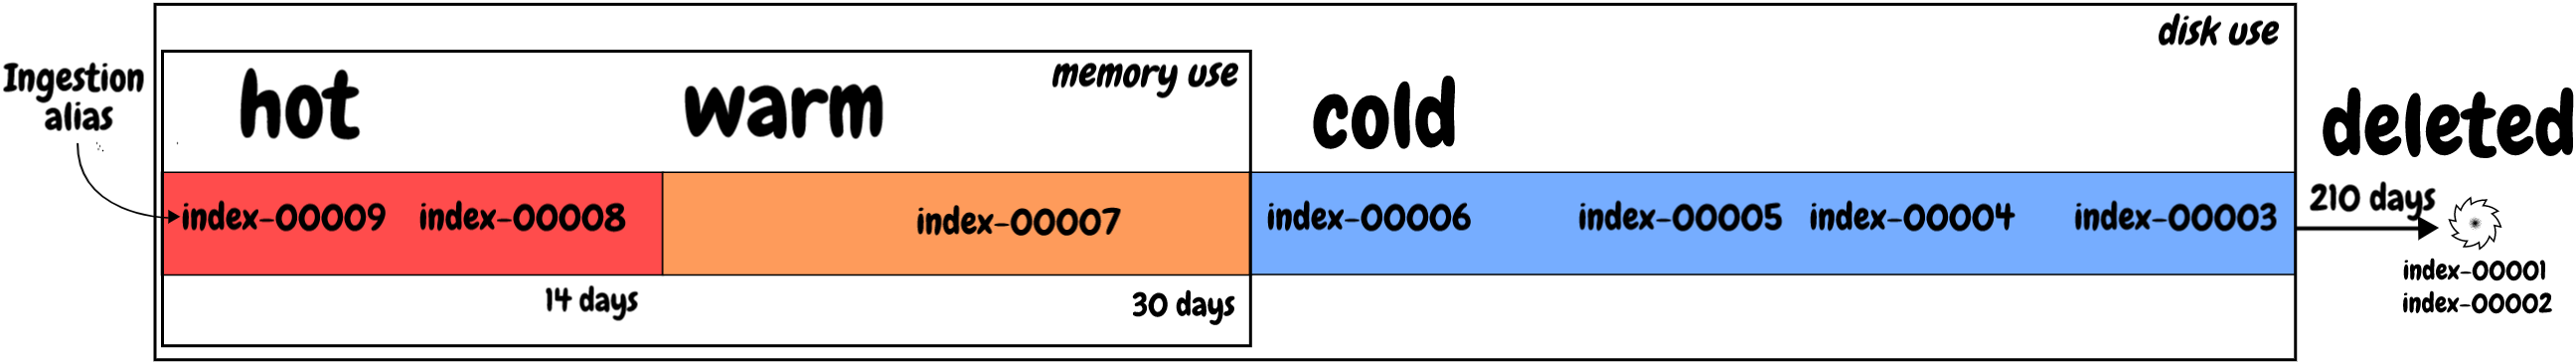 disk use
memory use
Ingestion
alias
hot
warm
cold
deleted
index-00009
index-00008
index-00007
index-00006
index-00005
index-00004
index-00003
210 days
index-00001
index-00002
14 days
30 days